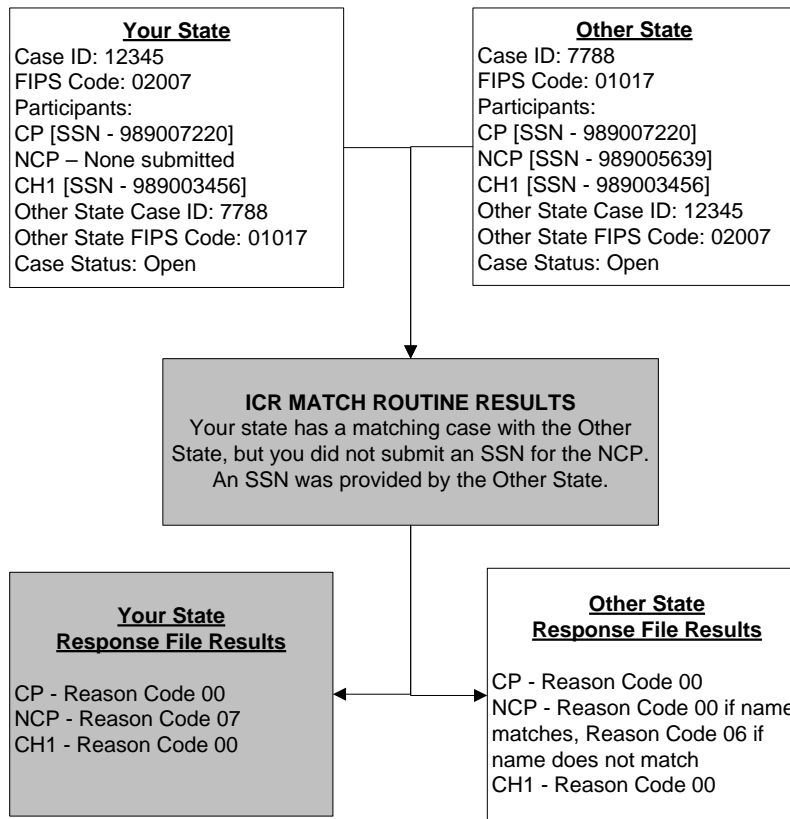 Your State
Case ID: 12345
FIPS Code: 02007
Participants:
CP [SSN - 989007220]
NCP – None submitted
CH1 [SSN - 989003456]
Other State Case ID: 7788
Other State FIPS Code: 01017
Case Status: Open
Other State
Case ID: 7788
FIPS Code: 01017
Participants:
CP [SSN - 989007220]
NCP [SSN - 989005639]
CH1 [SSN - 989003456]
Other State Case ID: 12345
Other State FIPS Code: 02007
Case Status: Open
ICR MATCH ROUTINE RESULTS
Your state has a matching case with the Other
State, but you did not submit an SSN for the NCP.
An SSN was provided by the Other State.
Your State
Response File Results
CP - Reason Code 00
NCP - Reason Code 07
CH1 - Reason Code 00
Other State
Response File Results
CP - Reason Code 00
NCP - Reason Code 00 if name
matches, Reason Code 06 if
name does not match
CH1 - Reason Code 00